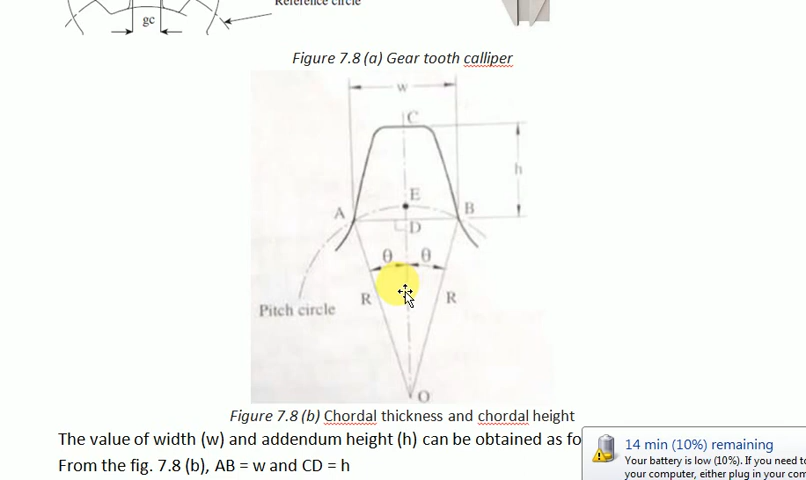 Reference circle
gc
Figure 7.8 (a) Gear tooth calliper
w
C
h
E
A
B
D
θ θ
R R
Pitch circle
O
Figure 7.8 (b) Chordal thickness and chordal height
The value of width (w) and addendum height (h) can be obtained as fo
From the fig. 7.8 (b), AB = w and CD = h
14 min (10%) remaining
Your battery is low (10%). If you need to
your computer, either plug in your com